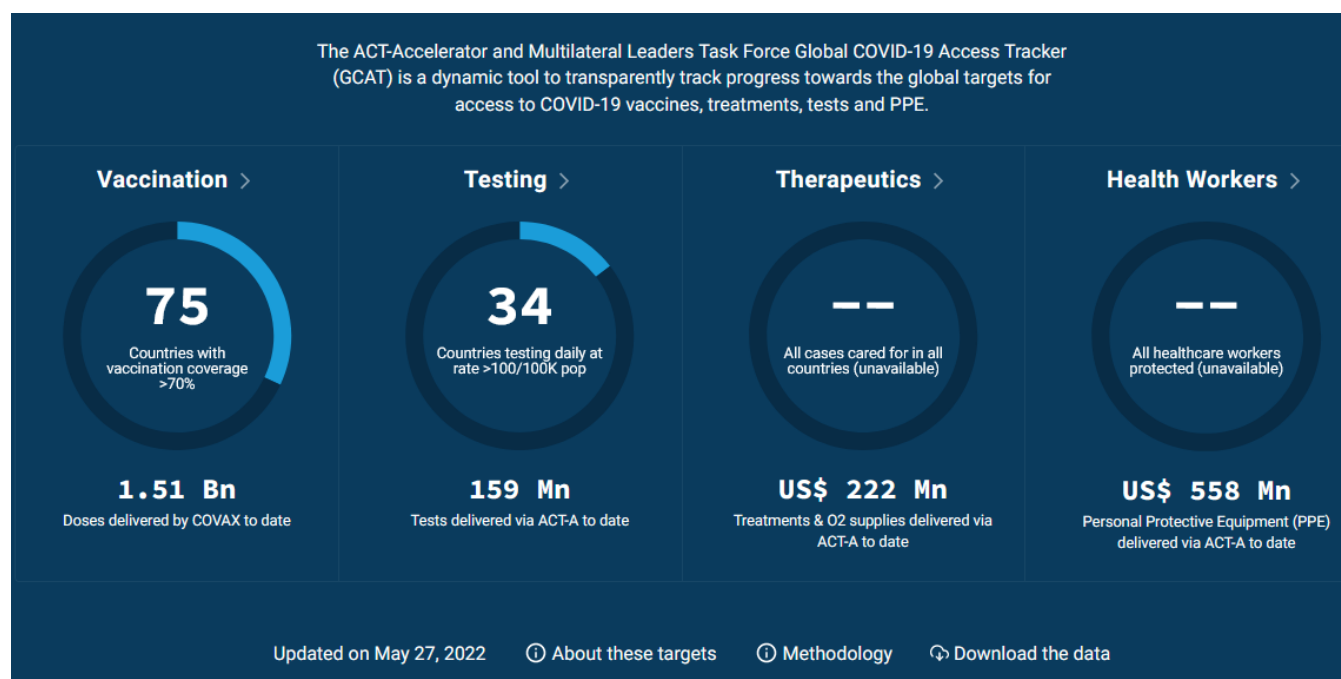 The ACT-Accelerator and Multilateral Leaders Task Force Global COVID-19 Access Tracker
(GCAT) is a dynamic tool to transparently track progress towards the global targets for
access to COVID-19 vaccines, treatments, tests and PPE.
Vaccination >
75
Countries with
vaccination coverage
>70%
1.51 Bn
Doses delivered by COVAX to date
Testing >
34
Countries testing daily at
rate >100/100K pop
159 Mn
Tests delivered via ACT-A to date
Therapeutics >
--
All cases cared for in all
countries (unavailable)
US$ 222 Mn
Treatments & O2 supplies delivered via
ACT-A to date
Health Workers >
--
All healthcare workers
protected (unavailable)
US$ 558 Mn
Personal Protective Equipment (PPE)
delivered via ACT-A to date
Updated on May 27, 2022 About these targets Methodology Download the data